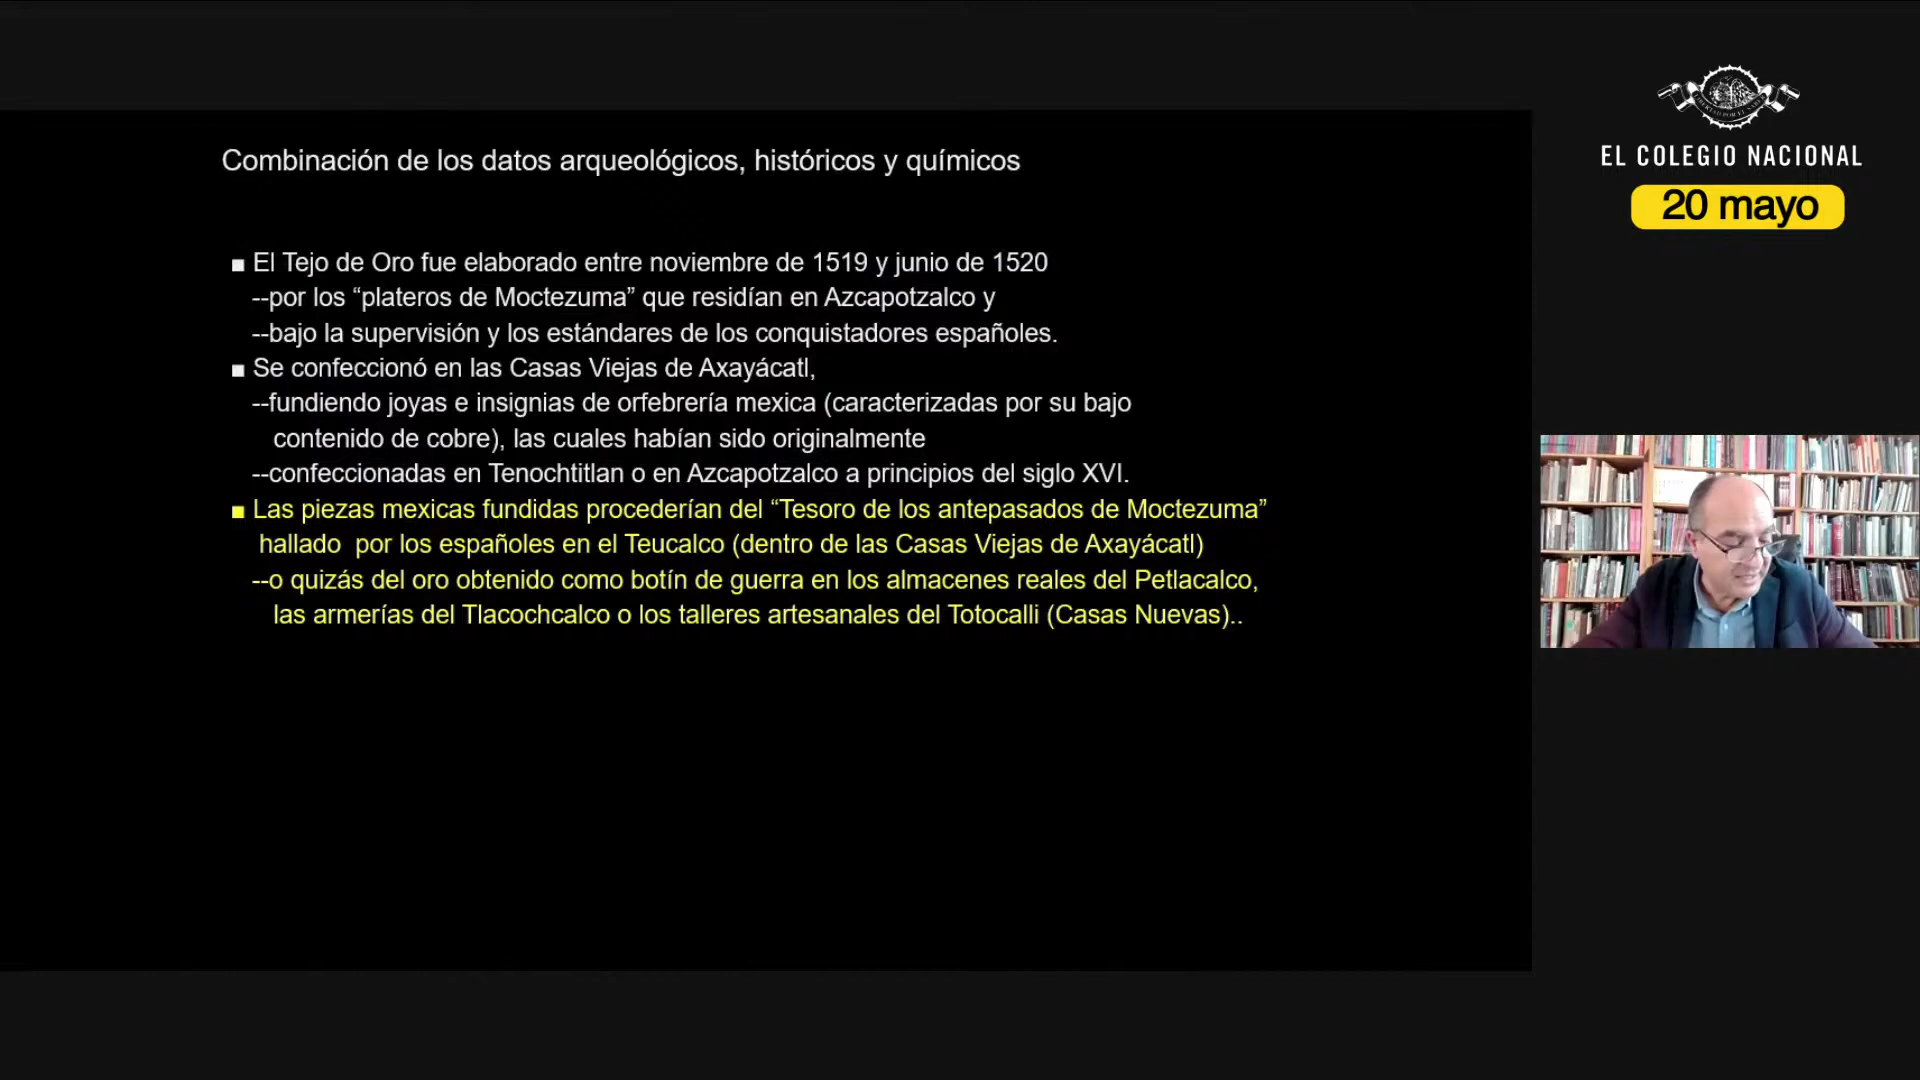 Combinación de los datos arqueológicos, históricos y químicos
■ El Tejo de Oro fue elaborado entre noviembre de 1519 y junio de 1520
--por los “plateros de Moctezuma” que residían en Azcapotzalco y
--bajo la supervisión y los estándares de los conquistadores españoles.
■ Se confeccionó en las Casas Viejas de Axayácatl,
--fundiendo joyas e insignias de orfebrería mexica (caracterizadas por su bajo
contenido de cobre), las cuales habían sido originalmente
--confeccionadas en Tenochtitlan o en Azcapotzalco a principios del siglo XVI.
■ Las piezas mexicas fundidas procederían del “Tesoro de los antepasados de Moctezuma”
hallado por los españoles en el Teucalco (dentro de las Casas Viejas de Axayácatl)
--o quizás del oro obtenido como botín de guerra en los almacenes reales del Petlacalco,
las armerías del Tlacochcalco o los talleres artesanales del Totocalli (Casas Nuevas)..
EL COLEGIO NACIONAL
20 mayo